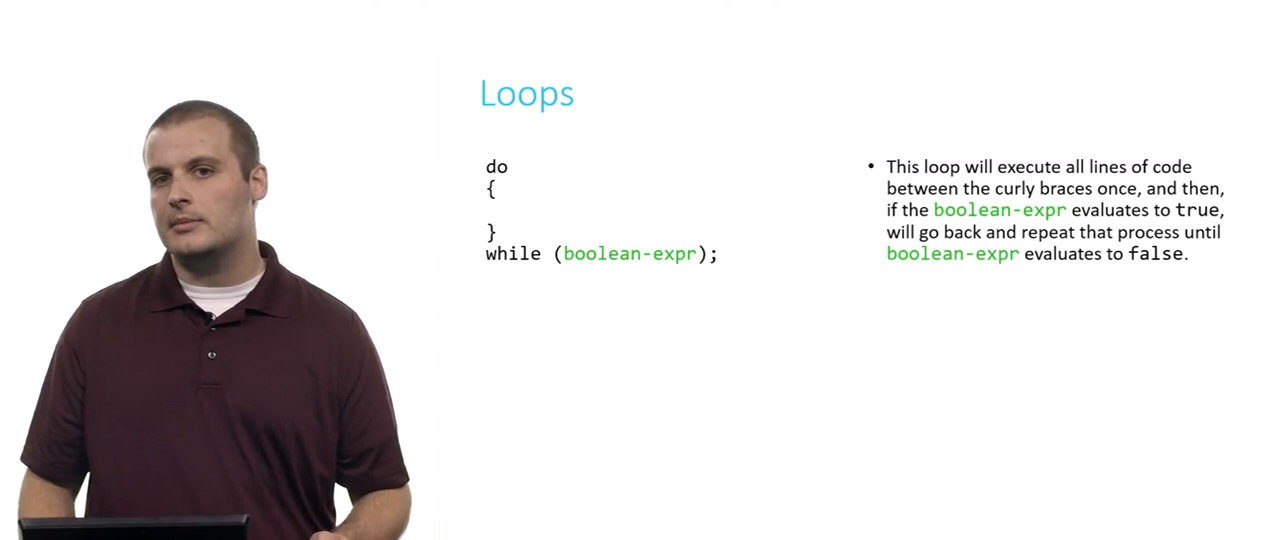 Loops
do
{
}
while (boolean-expr);
• This loop will execute all lines of code
between the curly braces once, and then,
if the boolean-expr evaluates to true,
will go back and repeat that process until
boolean-expr evaluates to false.